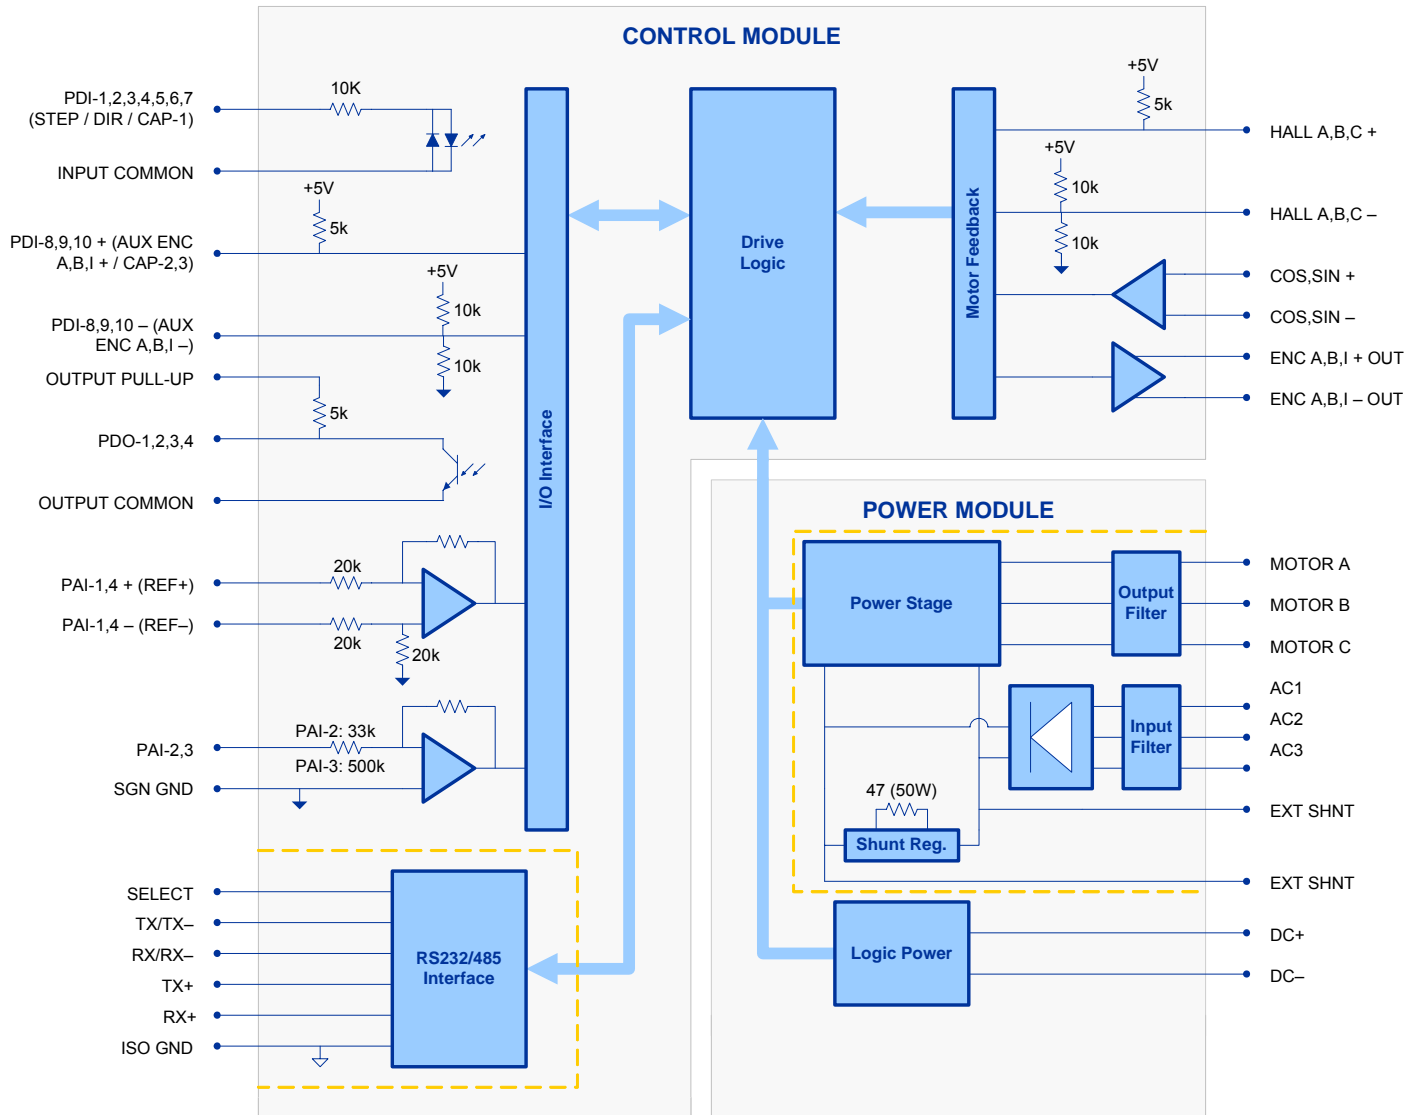 CONTROL MODULE
PDI-1,2,3,4,5,6,7
(STEP / DIR / CAP-1)
10K
INPUT COMMON
+5V
5k
PDI-8,9,10 + (AUX ENC
A,B,I + / CAP-2,3)
+5V
10k
PDI-8,9,10 – (AUX
ENC A,B,I –)
10k
OUTPUT PULL-UP
5k
PDO-1,2,3,4
OUTPUT COMMON
PAI-1,4 + (REF+)
20k
PAI-1,4 – (REF–)
20k
20k
PAI-2,3
PAI-2: 33k
PAI-3: 500k
SGN GND
I/O Interface
Drive
Logic
Motor Feedback
+5V
5k
HALL A,B,C +
+5V
10k
HALL A,B,C –
10k
COS,SIN +
COS,SIN –
ENC A,B,I + OUT
ENC A,B,I – OUT
SELECT
TX/TX–
RX/RX–
TX+
RX+
ISO GND
RS232/485
Interface
POWER MODULE
Power Stage
Output
Filter
MOTOR A
MOTOR B
MOTOR C
AC1
AC2
AC3
Input
Filter
47 (50W)
Shunt Reg.
EXT SHNT
EXT SHNT
Logic Power
DC+
DC–